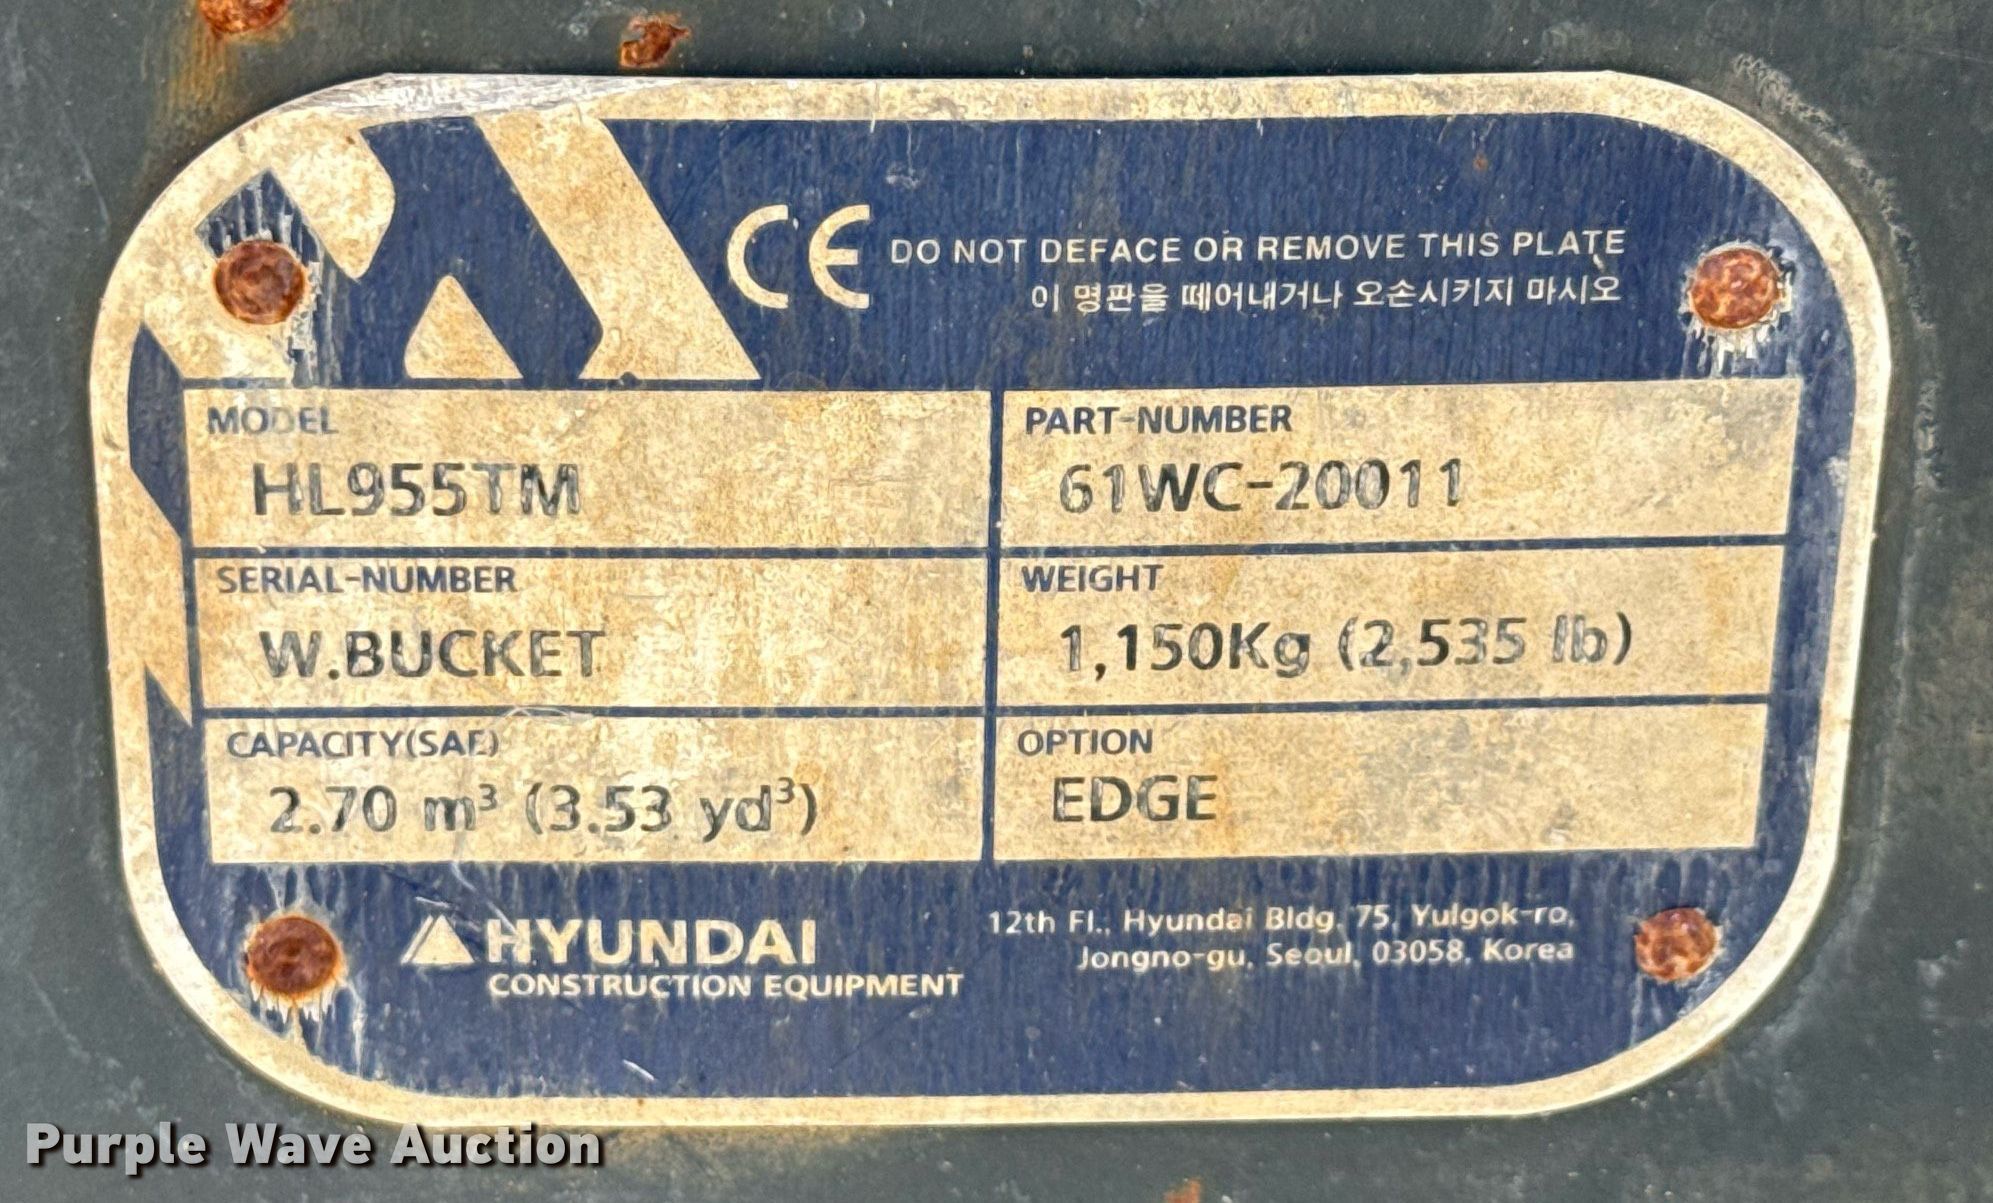 CE DO NOT DEFACE OR REMOVE THIS PLATE
이 명판을 떼어내거나 오손시키지 마시오
MODEL
HL955TM
PART-NUMBER
61WC-20011
SERIAL-NUMBER
W.BUCKET
WEIGHT
1,150Kg (2,535 lb)
CAPACITY(SAE)
2.70 m³ (3.53 yd³)
OPTION
EDGE
HYUNDAI
CONSTRUCTION EQUIPMENT
12th Fl., Hyundai Bldg. 75, Yulgok-ro,
Jongno-gu, Seoul, 03058, Korea
Purple Wave Auction